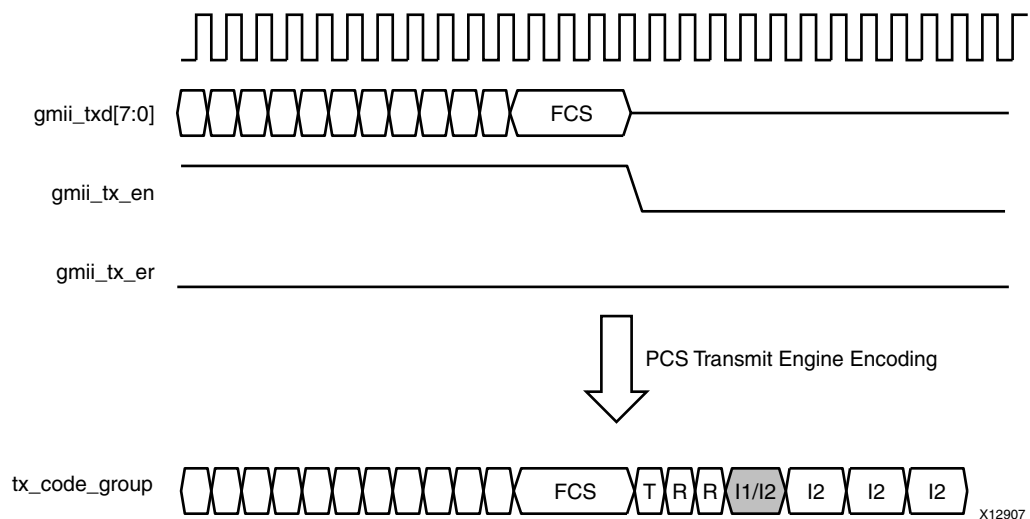 gmii_txd[7:0]
FCS
gmii_tx_en
gmii_tx_er
PCS Transmit Engine Encoding
tx_code_group
FCS T R R I1/I2 I2 I2 I2
X12907